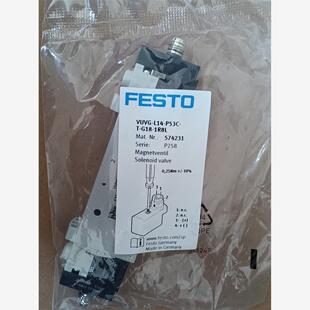 FESTO
VUVG-L14-P53C-
T-G18-1R8L
Mat.-Nr.: 574231
Serie: P258
Magnetventil
Solenoid valve
0,25Nm +/- 10%
www.festo.com/sp
Festo Germany
Made in Germany